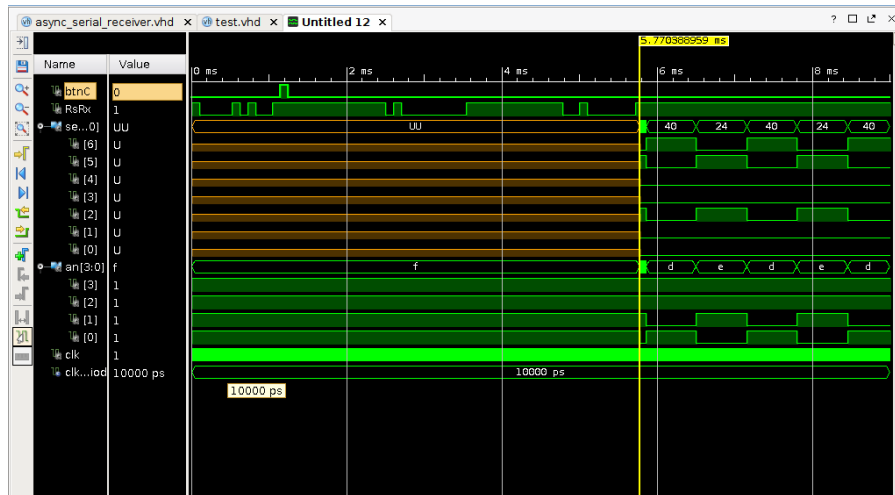 async_serial_receiver.vhd × test.vhd × Untitled 12 ×
? 
5.770388959 ms
Name Value
0 ms 2 ms 4 ms 6 ms 8 ms
btnC 0
RsRx 1
se...0] UU UU 40 24 40 24 40
[6] U
[5] U
[4] U
[3] U
[2] U
[1] U
[0] U
an[3:0] f f d e d e d
[3] 1
[2] 1
[1] 1
[0] 1
clk 1
clk...iod 10000 ps 10000 ps
10000 ps